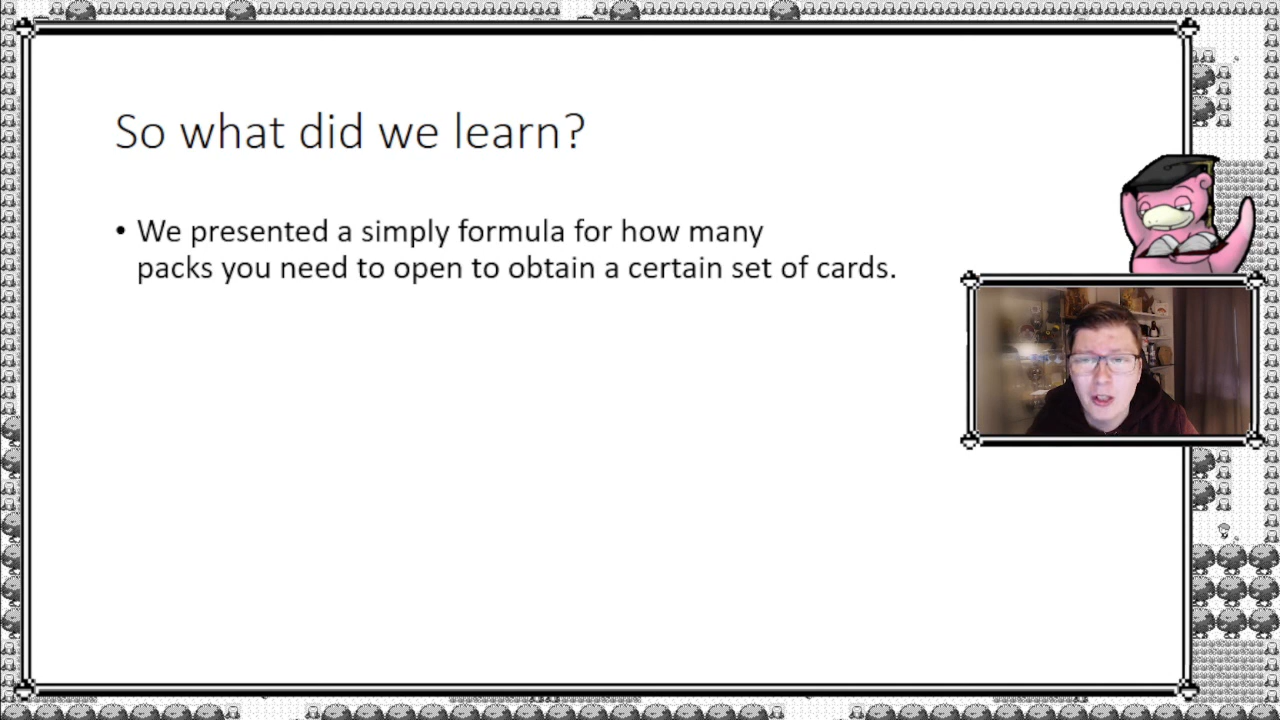 So what did we learn?
• We presented a simply formula for how many
packs you need to open to obtain a certain set of cards.